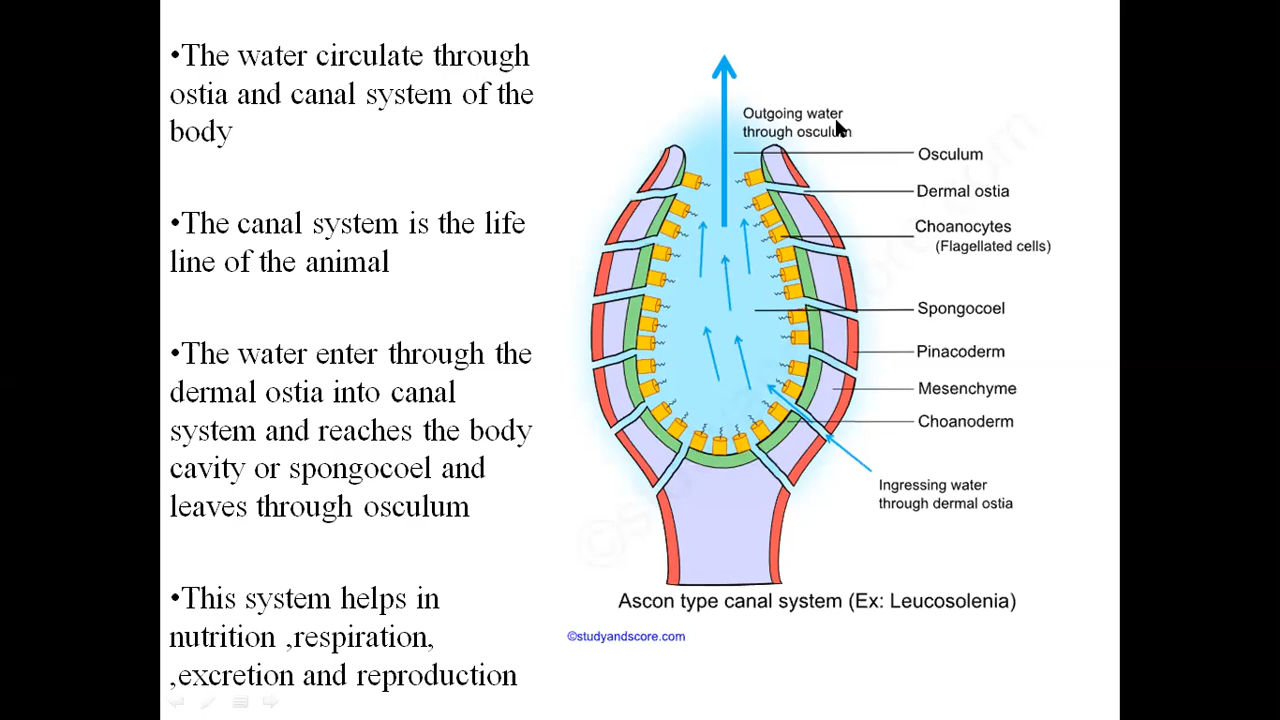 •The water circulate through
ostia and canal system of the
body
•The canal system is the life
line of the animal
•The water enter through the
dermal ostia into canal
system and reaches the body
cavity or spongocoel and
leaves through osculum
•This system helps in
nutrition ,respiration,
,excretion and reproduction
Outgoing water
through osculum
Osculum
Dermal ostia
Choanocytes
(Flagellated cells)
Spongocoel
Pinacoderm
Mesenchyme
Choanoderm
Ingressing water
through dermal ostia
Ascon type canal system (Ex: Leucosolenia)
©studyandscore.com